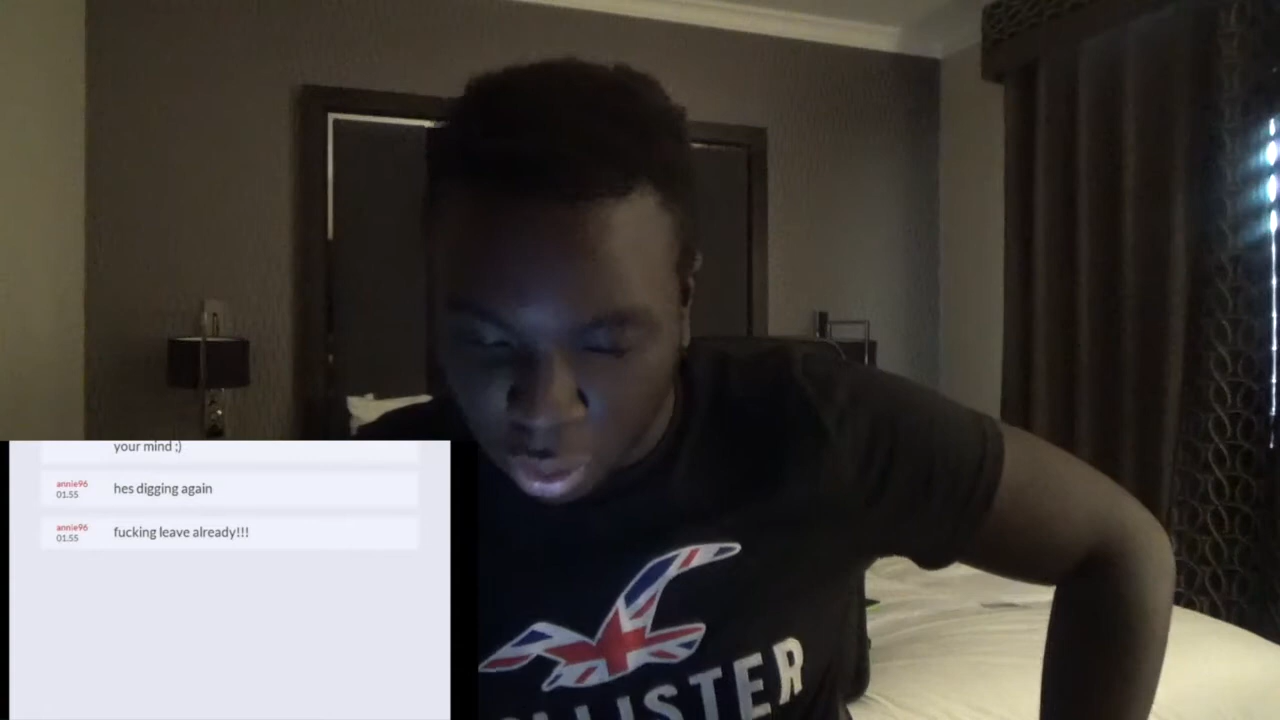 your mind ;)
annie96
01.55
hes digging again
annie96
01.55
fucking leave already!!!
LLISTER